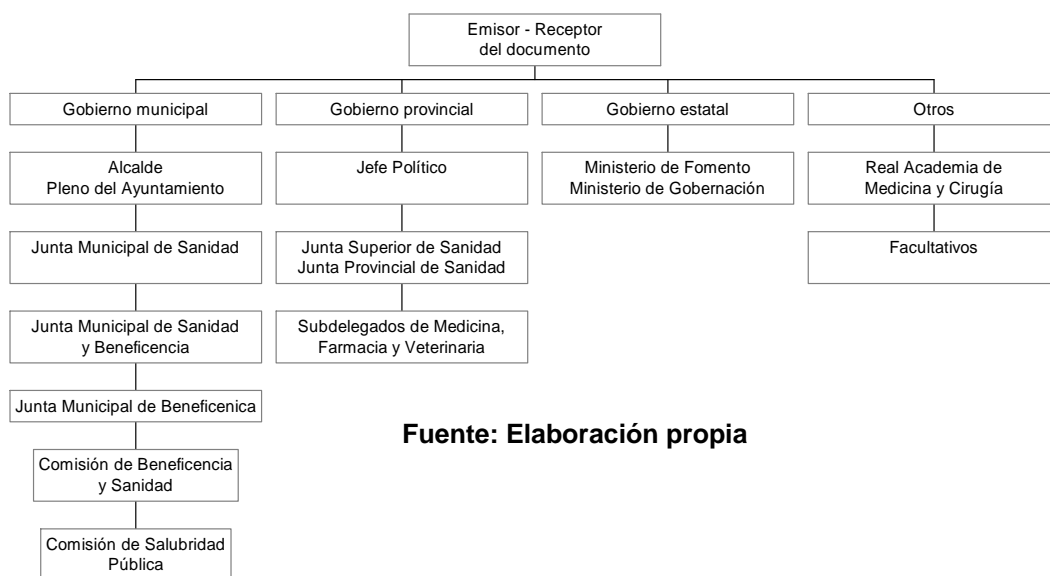 Emisor - Receptor
del documento
Gobierno municipal
Gobierno provincial
Gobierno estatal
Otros
Alcalde
Pleno del Ayuntamiento
Jefe Político
Ministerio de Fomento
Ministerio de Gobernación
Real Academia de
Medicina y Cirugía
Junta Municipal de Sanidad
Junta Superior de Sanidad
Junta Provincial de Sanidad
Facultativos
Junta Municipal de Sanidad
y Beneficencia
Subdelegados de Medicina,
Farmacia y Veterinaria
Junta Municipal de Beneficenica
Fuente: Elaboración propia
Comisión de Beneficencia
y Sanidad
Comisión de Salubridad
Pública